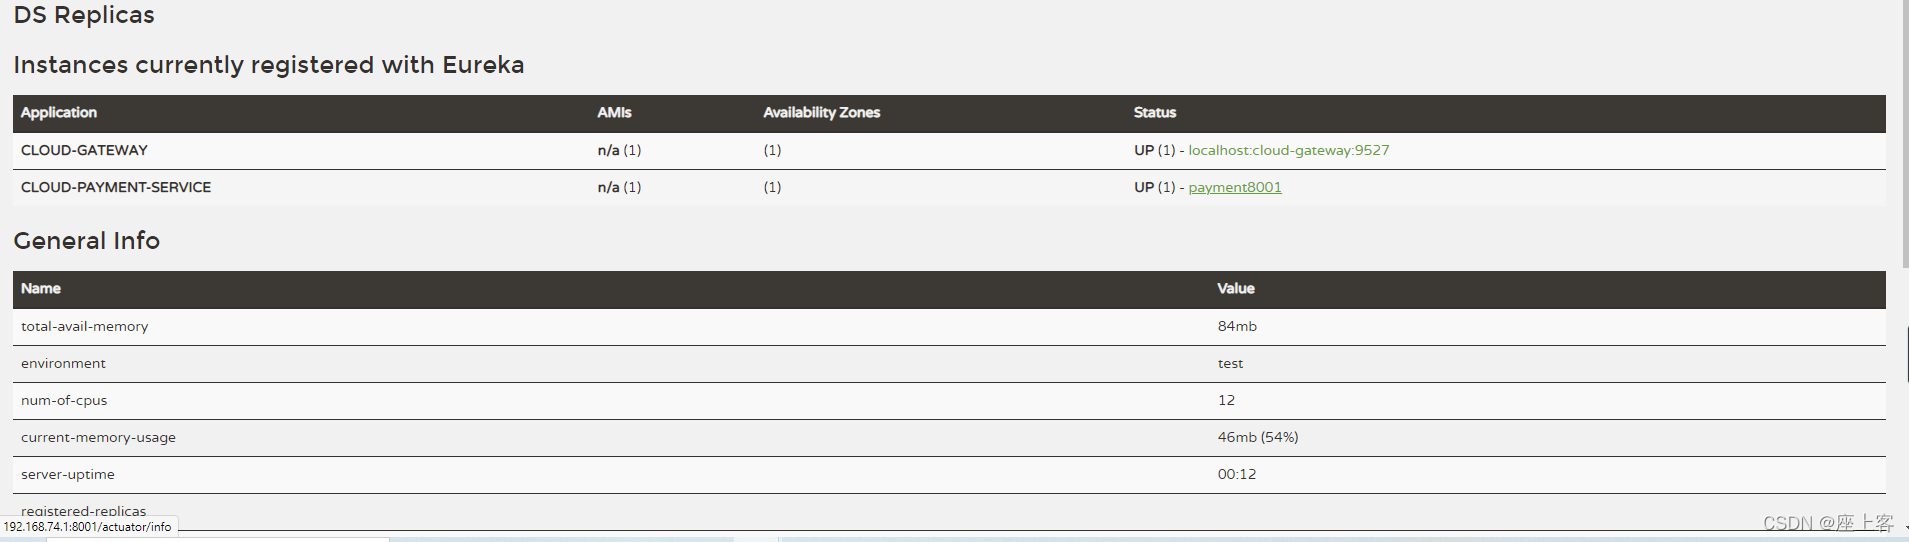 DS Replicas
Instances currently registered with Eureka
Application AMIs Availability Zones Status
CLOUD-GATEWAY n/a (1) (1) UP (1) - localhost:cloud-gateway:9527
CLOUD-PAYMENT-SERVICE n/a (1) (1) UP (1) - payment8001
General Info
Name Value
total-avail-memory 84mb
environment test
num-of-cpus 12
current-memory-usage 46mb (54%)
server-uptime 00:12
registered-replicas
192.168.74.1:8001/actuator/info
CSDN @座上客